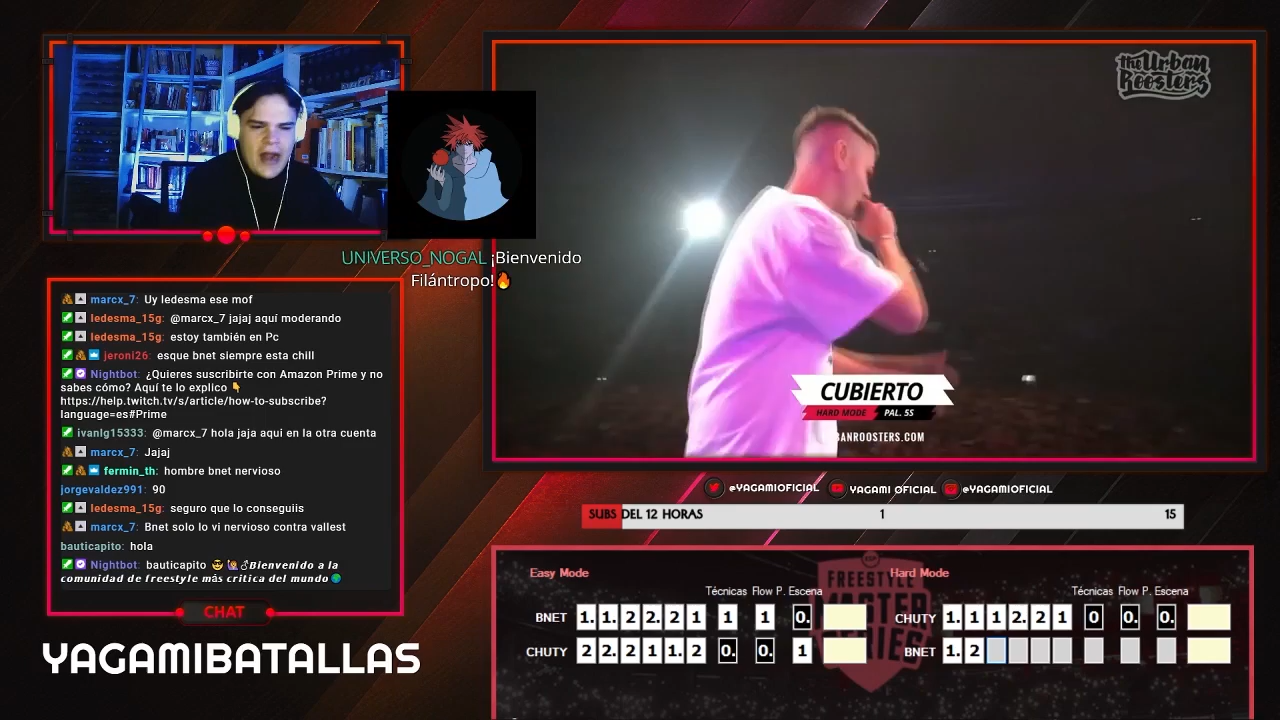 the Urban
Roosters
UNIVERSO_NOGAL ¡Bienvenido
Filántropo!🔥
marcx_7: Uy ledesma ese mof
ledesma_15g: @marcx_7 jajaj aquí moderando
ledesma_15g: estoy también en Pc
jeroni26: esque bnet siempre esta chill
Nightbot: ¿Quieres suscribirte con Amazon Prime y no
sabes cómo? Aquí te lo explico 👇
https://help.twitch.tv/s/article/how-to-subscribe?
language=es#Prime
ivanlg15333: @marcx_7 hola jaja aqui en la otra cuenta
marcx_7: Jajaj
fermin_th: hombre bnet nervioso
jorgevaldez991: 90
ledesma_15g: seguro que lo conseguiis
marcx_7: Bnet solo lo vi nervioso contra vallest
bauticapito: hola
Nightbot: bauticapito 😎 🙋♂Bienvenido a la
comunidad de freestyle más crítica del mundo🌎
CHAT
YAGAMIBATALLAS
CUBIERTO
HARD MODE PAL. 5S
BANROOSTERS.COM
@YAGAMIOFICIAL YAGAMI OFICIAL @YAGAMIOFICIAL
SUBS DEL 12 HORAS 1 15
FREESTYLE
MASTER
SERIES
Easy Mode
Técnicas Flow P. Escena
BNET 1. 1. 2 2. 2 1 1 1 0.
CHUTY 2 2. 2 1 1. 2 0. 0. 1
Hard Mode
Técnicas Flow P. Escena
CHUTY 1. 1 1 2. 2 1 0 0. 0.
BNET 1. 2